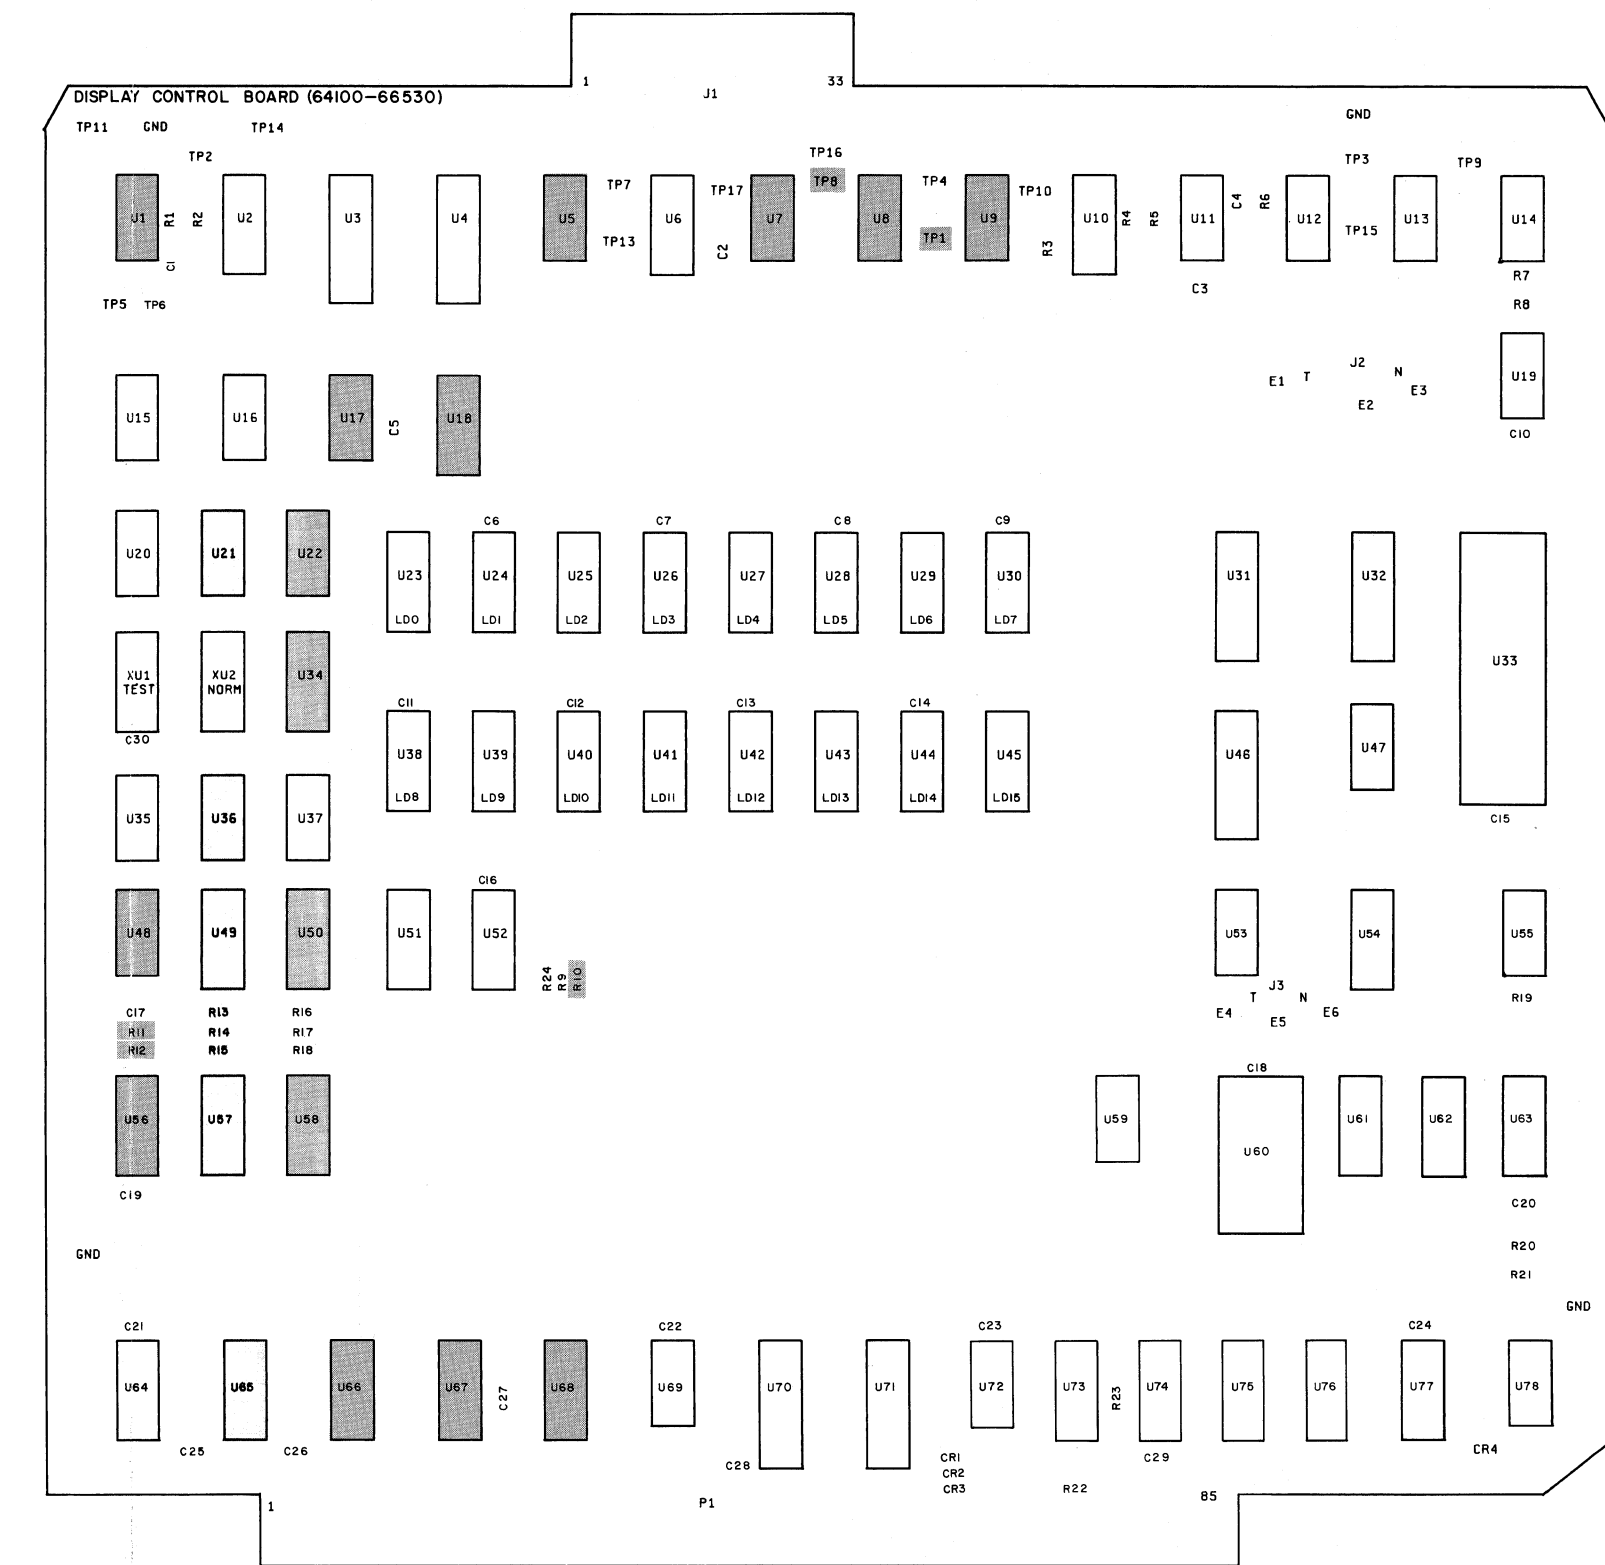 1 33
J1
DISPLAY CONTROL BOARD (64100-66530)
TP11 GND TP14
GND
TP2 TP16 TP3 TP9
TP7 TP17 TP8 TP4 TP10
U1 R1 R2 U2 U3 U4 U5 U6 U7 U8 U9 U10 R4 R5 U11 C4 R6 U12 U13 U14
TP13 C2 TP1 R3 TP15
C1
R7
C3
TP5 TP6 R8
J2
E1 T N E3 U19
E2
U15 U16 U17 C5 U18
C10
C6 C7 C8 C9
U20 U21 U22
U23 U24 U25 U26 U27 U28 U29 U30 U31 U32
LD0 LD1 LD2 LD3 LD4 LD5 LD6 LD7
U33
XU1 XU2 U34
TEST NORM
C11 C12 C13 C14
C30
U38 U39 U40 U41 U42 U43 U44 U45 U46 U47
LD8 LD9 LD10 LD11 LD12 LD13 LD14 LD15
U35 U36 U37 C15
C16
U48 U49 U50 U51 U52 U53 U54 U55
R24 R9 R10
J3
T N R19
C17 R13 R16 E4 E5 E6
R11 R14 R17
R12 R15 R18
C18
U56 U57 U58 U59 U61 U62 U63
U60
C19 C20
GND R20
R21
GND
C21 C22 C23 C24
U64 U65 U66 U67 C27 U68 U69 U70 U71 U72 U73 R23 U74 U75 U76 U77 U78
C25 C26 C28 CR1 C29 CR4
CR2
CR3 R22
1 P1 85